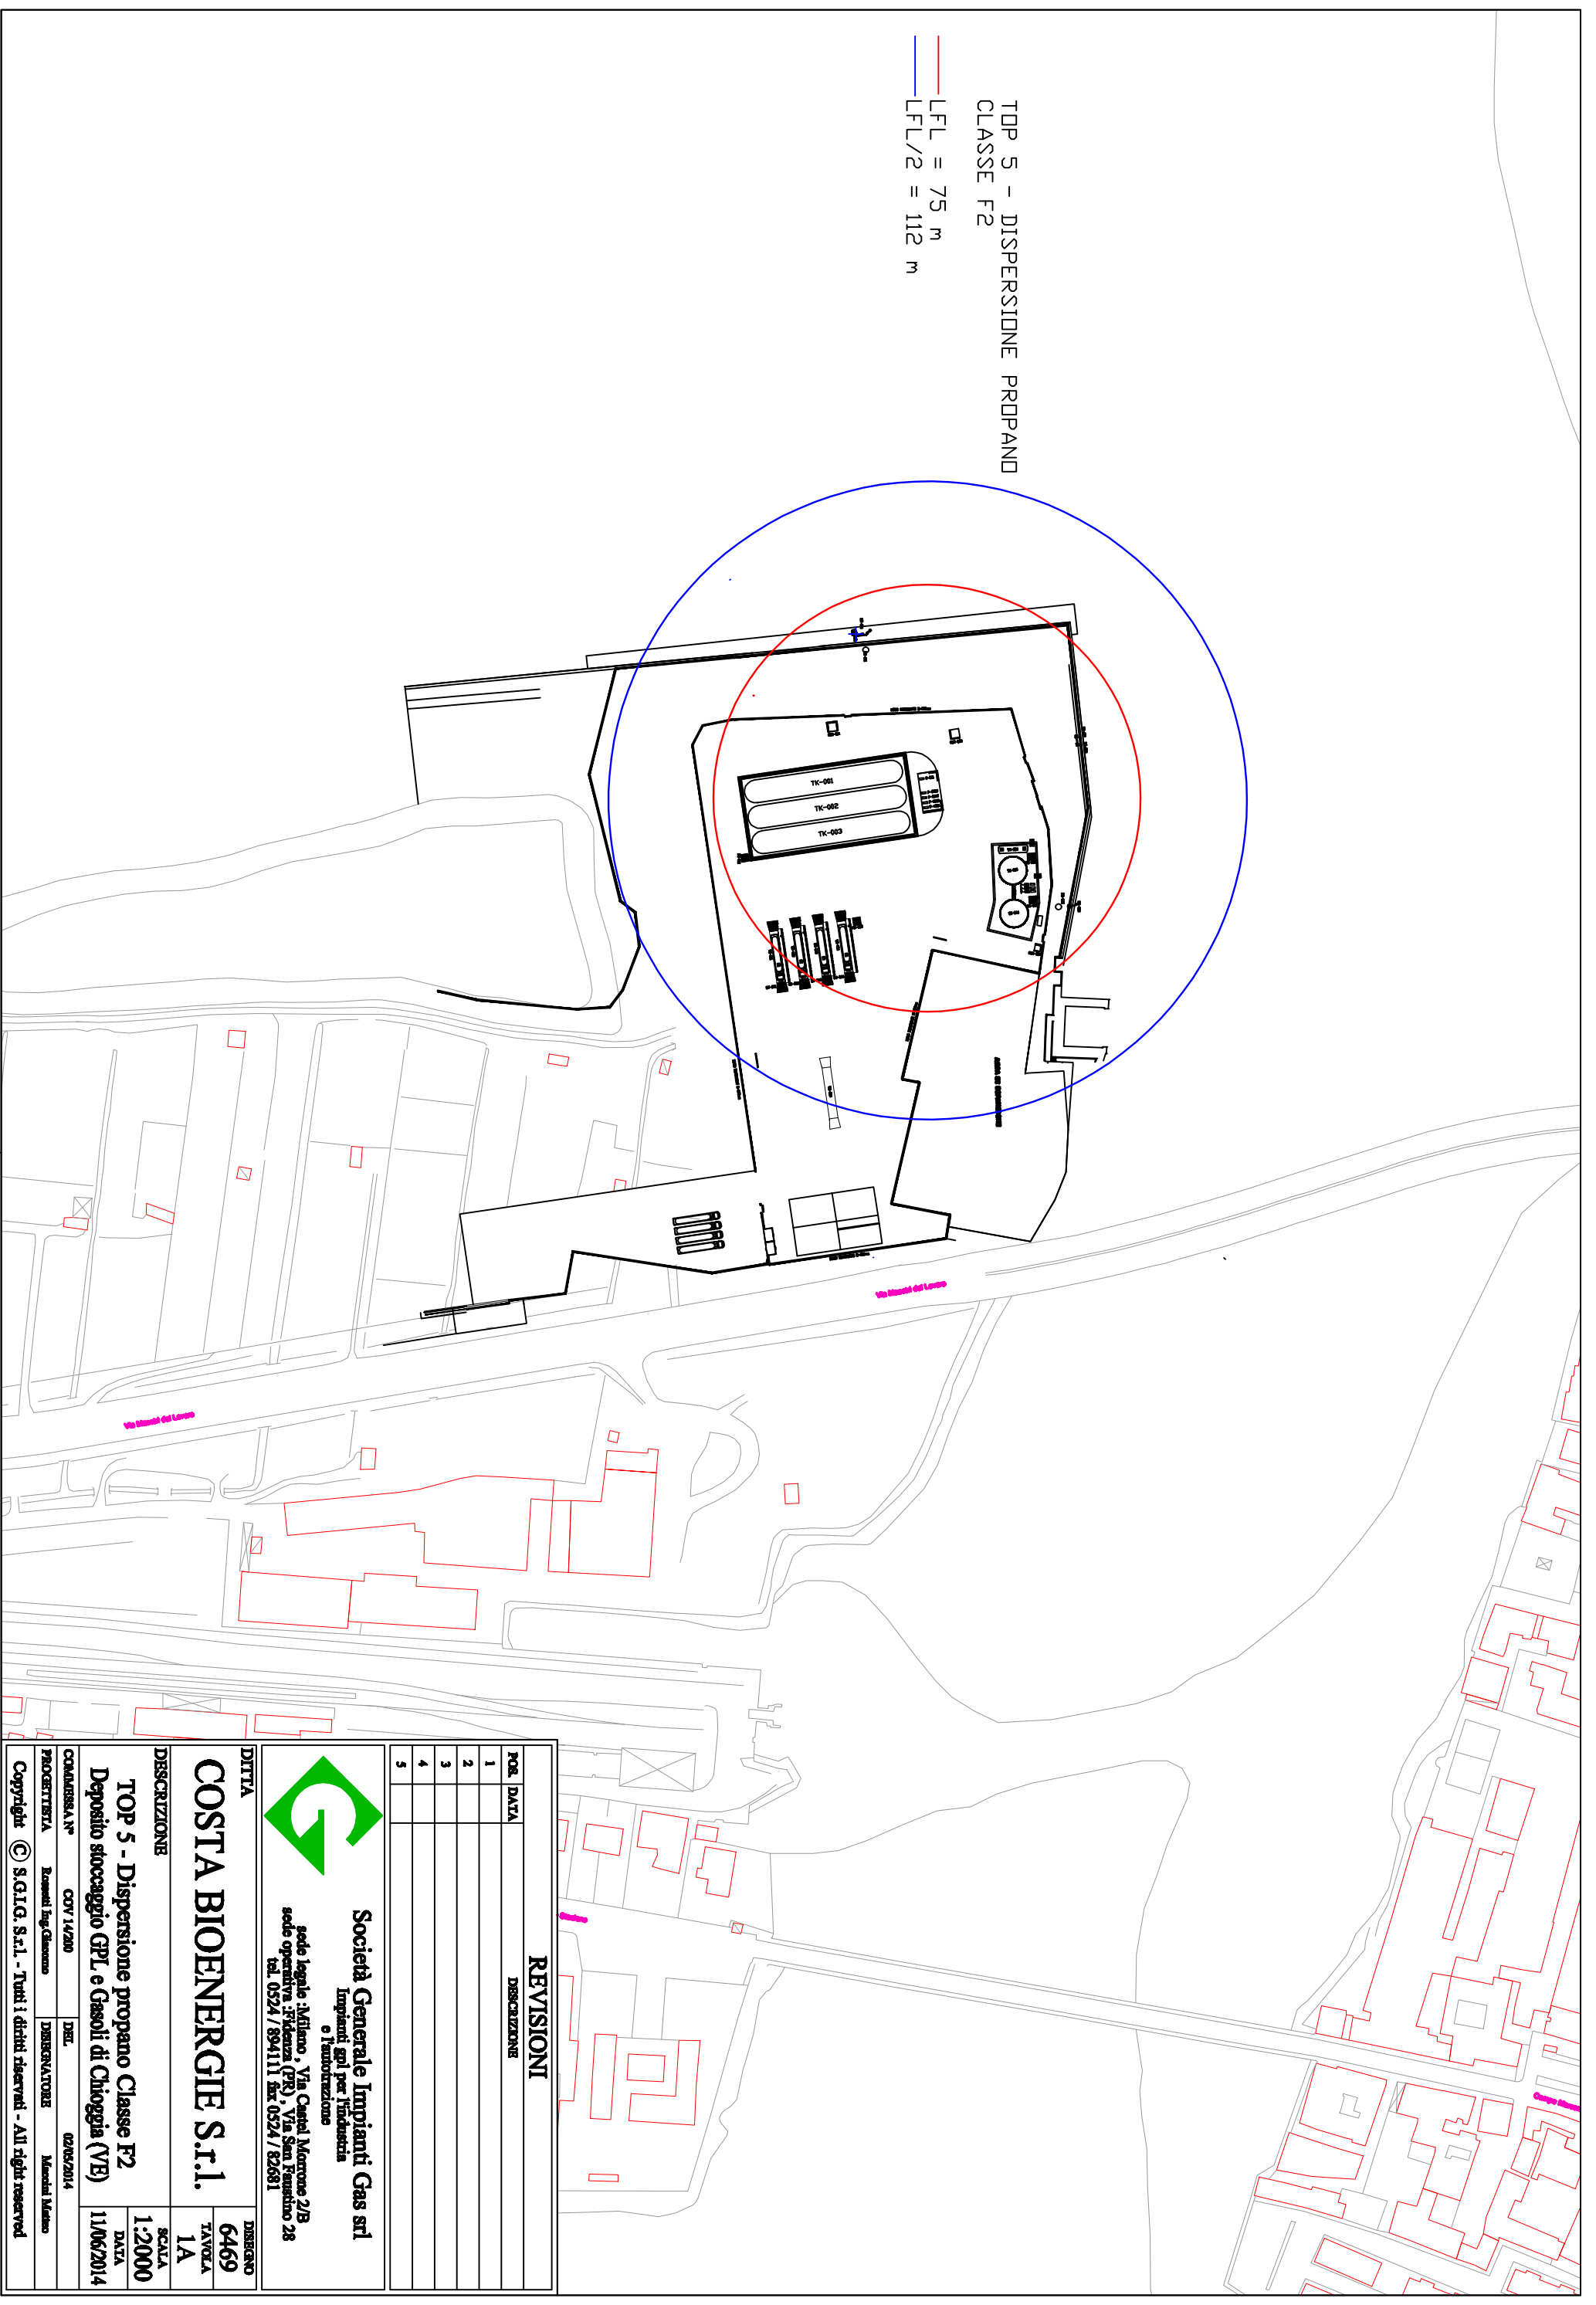 TOP 5 - DISPERSIONE PROPANO
CLASSE F2
LFL = 75 m
LFL/2 = 112 m
TK-001
TK-002
TK-003
Via Maestri del Lavoro
Via Maestri del Lavoro
REVISIONI
POS. DATA DESCRIZIONE
1
2
3
4
5
Società Generale Impianti Gas srl
Impianti gpl per l'industria
e l'autotrazione
sede legale :Milano , Via Castel Morrone 2/B
sede operativa :Fidenza (PR) , Via San Faustino 28
tel. 0524 / 894111 fax 0524 / 82681
DITTA
COSTA BIOENERGIE S.r.l.
DISEGNO
6469
TAVOLA
1A
DESCRIZIONE
TOP 5 - Dispersione propano Classe F2
Deposito stoccaggio GPL e Gasoli di Chioggia (VE)
SCALA
1:2000
DATA
11/06/2014
COMMESSA N° COV 14/200 DEL 02/05/2014
PROGETTISTA Rossetti Ing.Giacomo DISEGNATORE Matteo
Copyright © S.G.I.G. S.r.l. - Tutti i diritti riservati - All right reserved